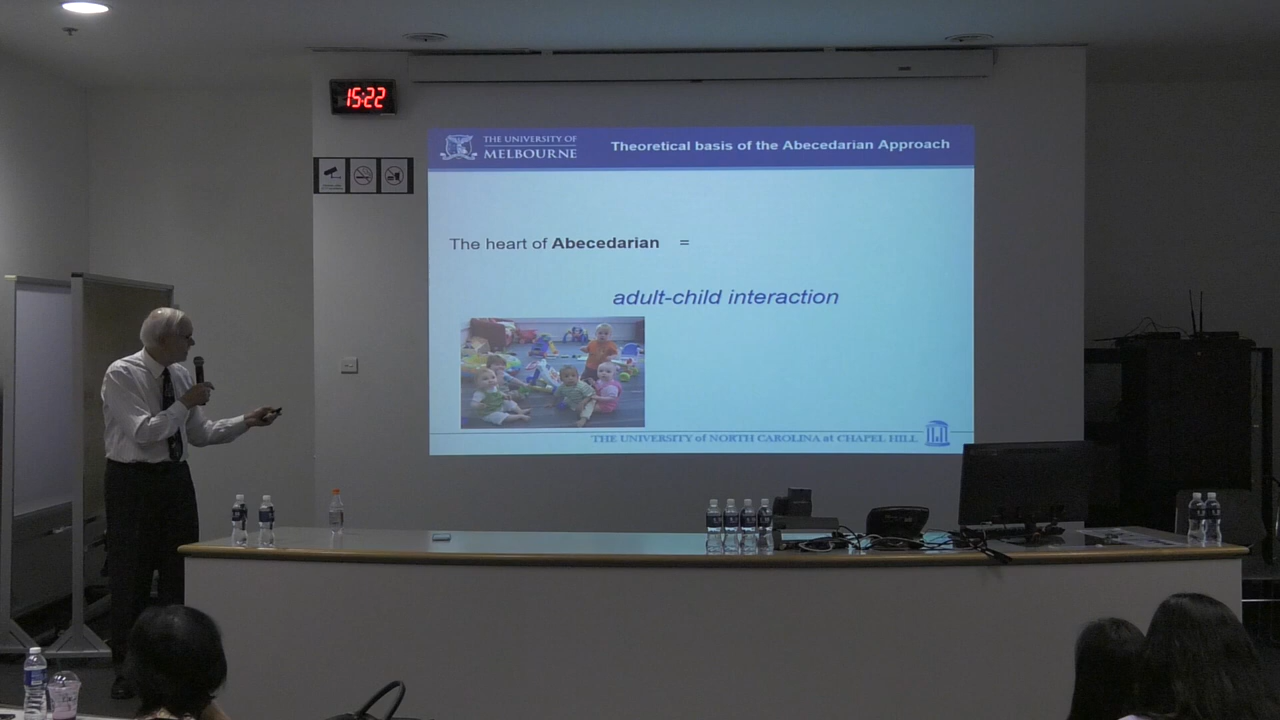 15:22
THE UNIVERSITY OF
MELBOURNE
Theoretical basis of the Abecedarian Approach
The heart of Abecedarian =
adult-child interaction
THE UNIVERSITY of NORTH CAROLINA at CHAPEL HILL